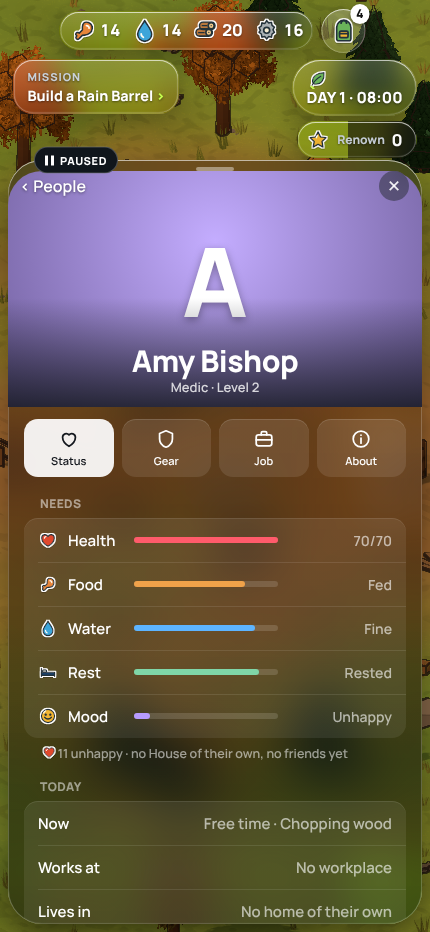 14 14 20 16 4
MISSION
Build a Rain Barrel ›
DAY 1 · 08:00
Renown 0
PAUSED
‹ People
A
Amy Bishop
Medic · Level 2
Status Gear Job About
NEEDS
Health 70/70
Food Fed
Water Fine
Rest Rested
Mood Unhappy
11 unhappy · no House of their own, no friends yet
TODAY
Now Free time · Chopping wood
Works at No workplace
Lives in No home of their own